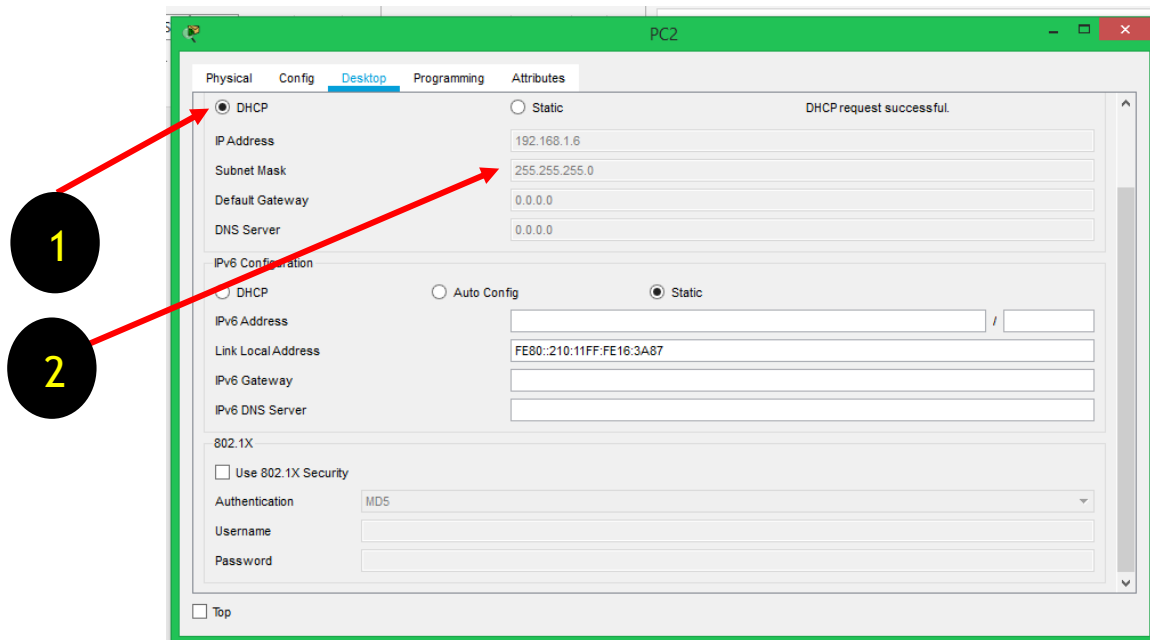 S
PC2
Physical Config Desktop Programming Attributes
DHCP Static DHCP request successful.
IP Address 192.168.1.6
Subnet Mask 255.255.255.0
Default Gateway 0.0.0.0
DNS Server 0.0.0.0
1
IPv6 Configuration
DHCP Auto Config Static
IPv6 Address /
Link Local Address FE80::210:11FF:FE16:3A87
2
IPv6 Gateway
IPv6 DNS Server
802.1X
Use 802.1X Security
Authentication MD5
Username
Password
Top